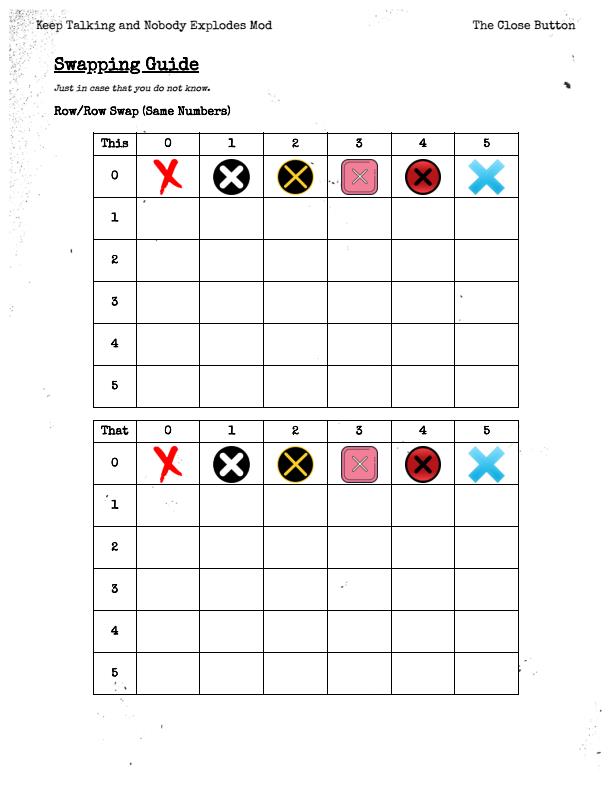 Keep Talking and Nobody Explodes Mod The Close Button
Swapping Guide
Just in case that you do not know.
Row/Row Swap (Same Numbers)
This 0 1 2 3 4 5
0
1
2
3
4
5
That 0 1 2 3 4 5
0
1
2
3
4
5